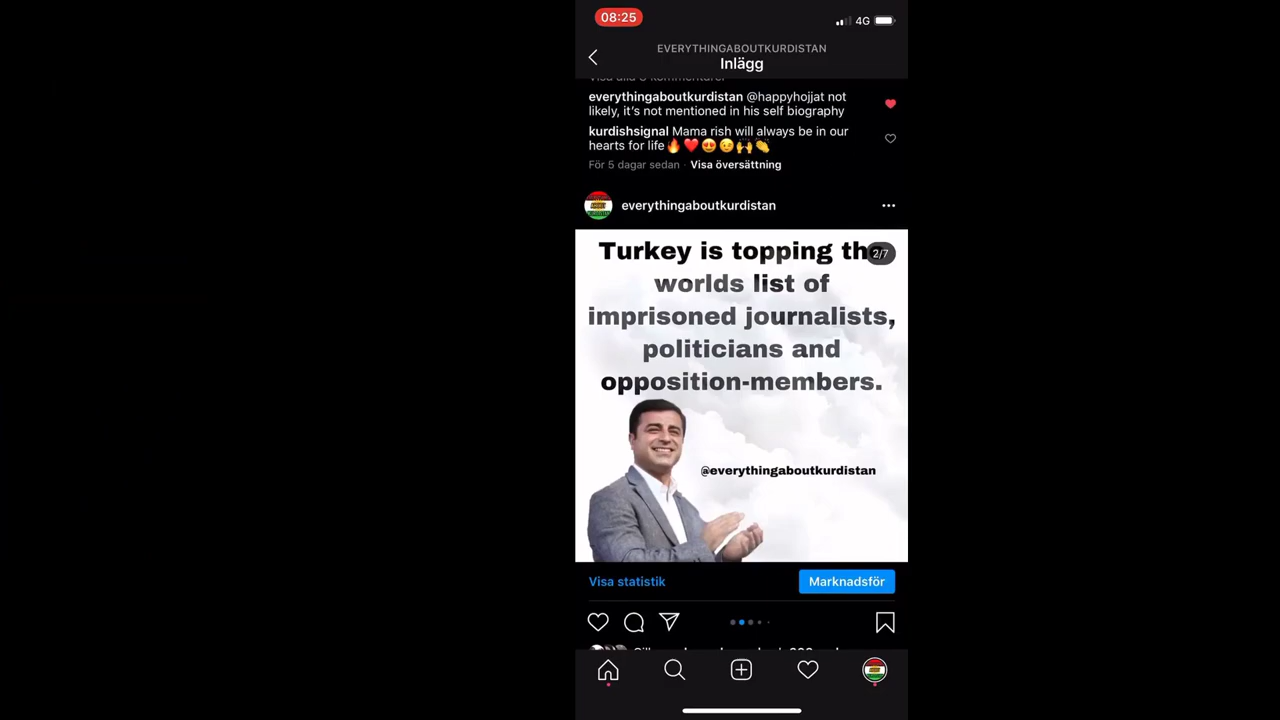 08:25
4G
EVERYTHINGABOUTKURDISTAN
Inlägg
everythingaboutkurdistan @happyhojjat not
likely, it's not mentioned in his self biography
kurdishsignal Mama rish will always be in our
hearts for life🔥❤️😍😉🙌👏
För 5 dagar sedan · Visa översättning
everythingaboutkurdistan
2/7
Turkey is topping
worlds list of
imprisoned journalists,
politicians and
opposition-members.
@everythingaboutkurdistan
Visa statistik
Marknadsför